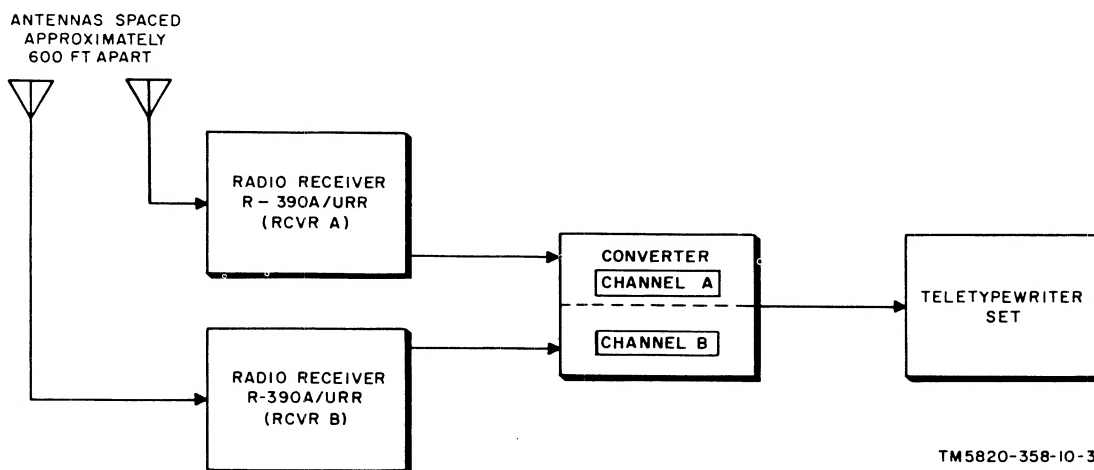 ANTENNAS SPACED
APPROXIMATELY
600 FT APART
RADIO RECEIVER
R-390A/URR
(RCVR A)
CONVERTER
CHANNEL A
CHANNEL B
TELETYPEWRITER
SET
RADIO RECEIVER
R-390A/URR
(RCVR B)
TM5820-358-10-3